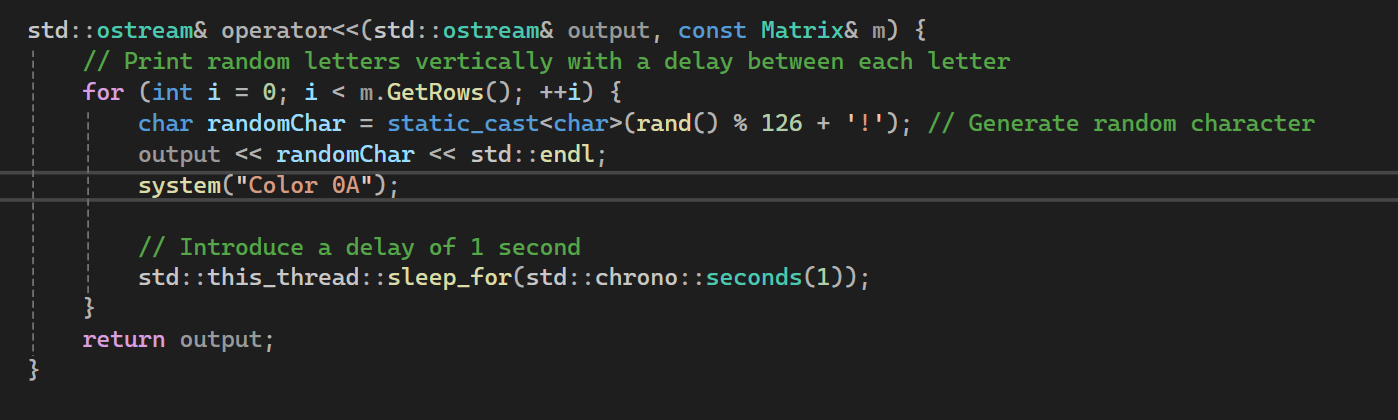 std::ostream& operator<<(std::ostream& output, const Matrix& m) {
    // Print random letters vertically with a delay between each letter
    for (int i = 0; i < m.GetRows(); ++i) {
        char randomChar = static_cast<char>(rand() % 126 + '!'); // Generate random character
        output << randomChar << std::endl;
        system("Color 0A");
        // Introduce a delay of 1 second
        std::this_thread::sleep_for(std::chrono::seconds(1));
    }
    return output;
}